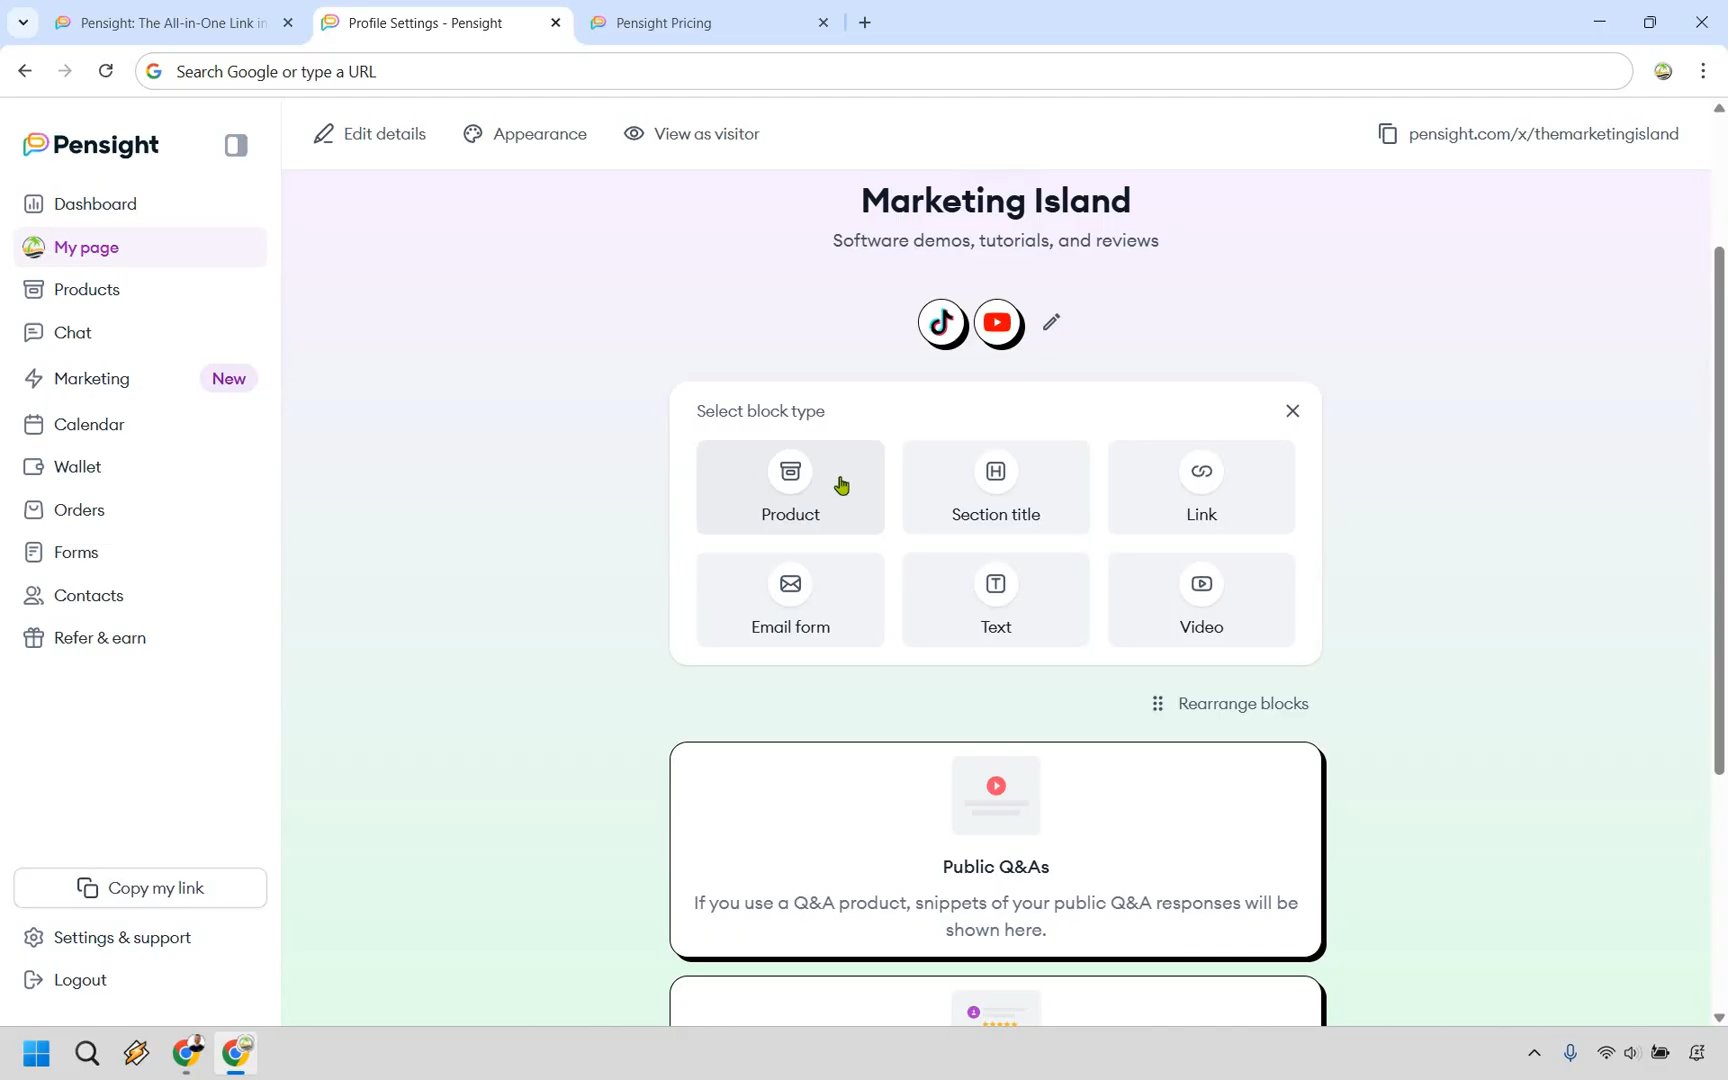 Pensight: The All-in-One Link in
Profile Settings - Pensight
Pensight Pricing
Search Google or type a URL
Pensight
Edit details
Appearance
View as visitor
pensight.com/x/themarketingisland
Dashboard
My page
Products
Chat
Marketing
New
Calendar
Wallet
Orders
Forms
Contacts
Refer & earn
Copy my link
Settings & support
Logout
Marketing Island
Software demos, tutorials, and reviews
Select block type
Product
Section title
Link
Email form
Text
Video
Rearrange blocks
Public Q&As
If you use a Q&A product, snippets of your public Q&A responses will be
shown here.